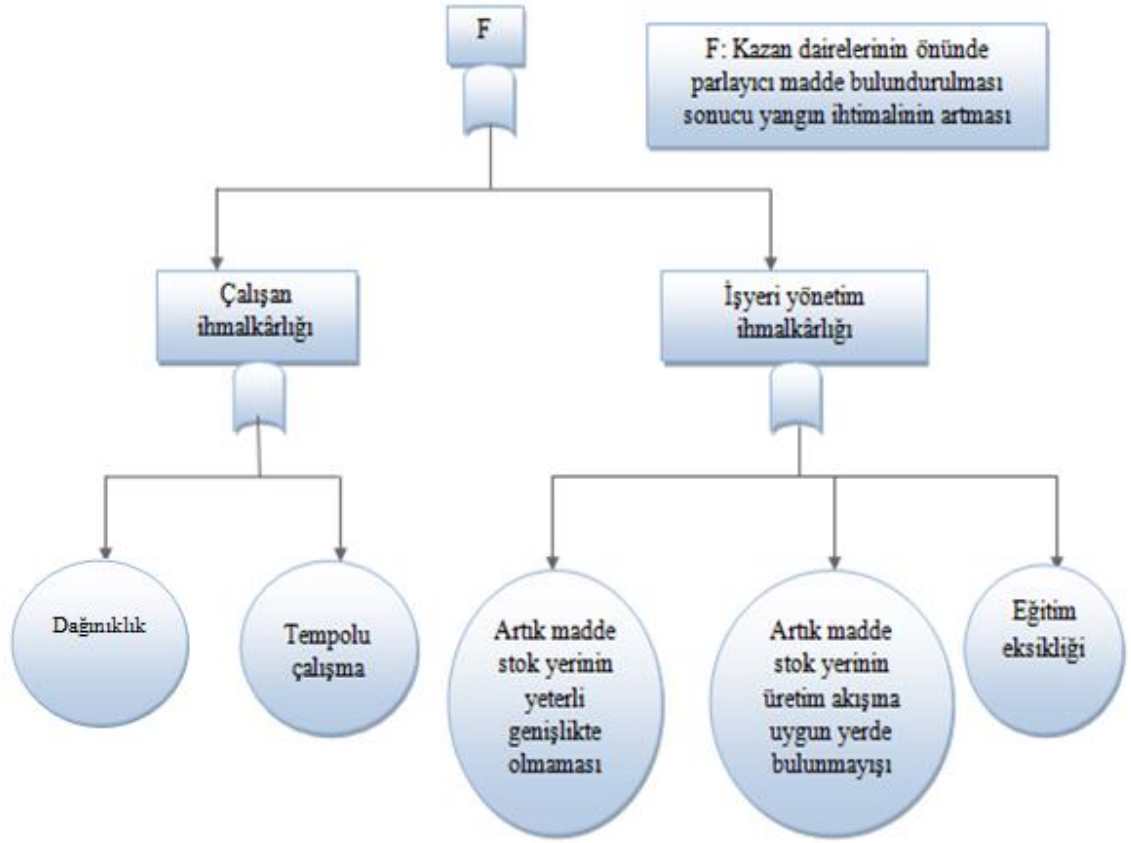 F
F: Kazan dairelerinin önünde
parlayıcı madde bulundurulması
sonucu yangın ihtimalinin artması
Çalışan
ihmalkârlığı
İşyeri yönetim
ihmalkârlığı
Dağınıklık
Tempolu
çalışma
Artık madde
stok yerinin
yeterli
genişlikte
olmaması
Artık madde
stok yerinin
üretim akışına
uygun yerde
bulunmayışı
Eğitim
eksikliği